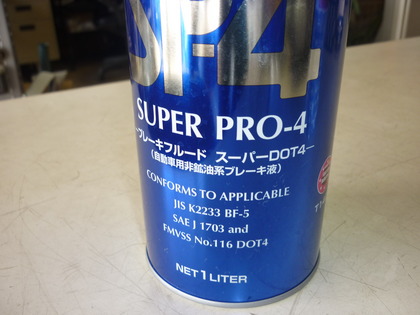 SP-4
SUPER PRO-4
—ブレーキフルード スーパーDOT4—
(自動車用非鉱油系ブレーキ液)
CONFORMS TO APPLICABLE
JIS K2233 BF-5
SAE J 1703 and
FMVSS No.116 DOT4
NET 1 LITER